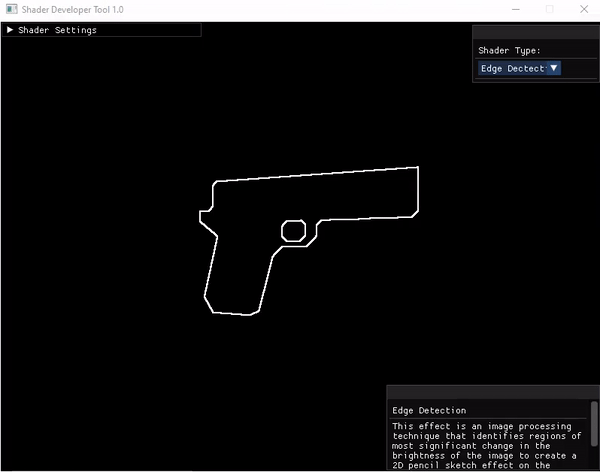 Shader Developer Tool 1.0
Shader Settings
Shader Type:
Edge Dectect
Edge Detection
This effect is an image processing
technique that identifies regions of
most significant change in the
brightness of the image to create a
2D pencil sketch effect on the